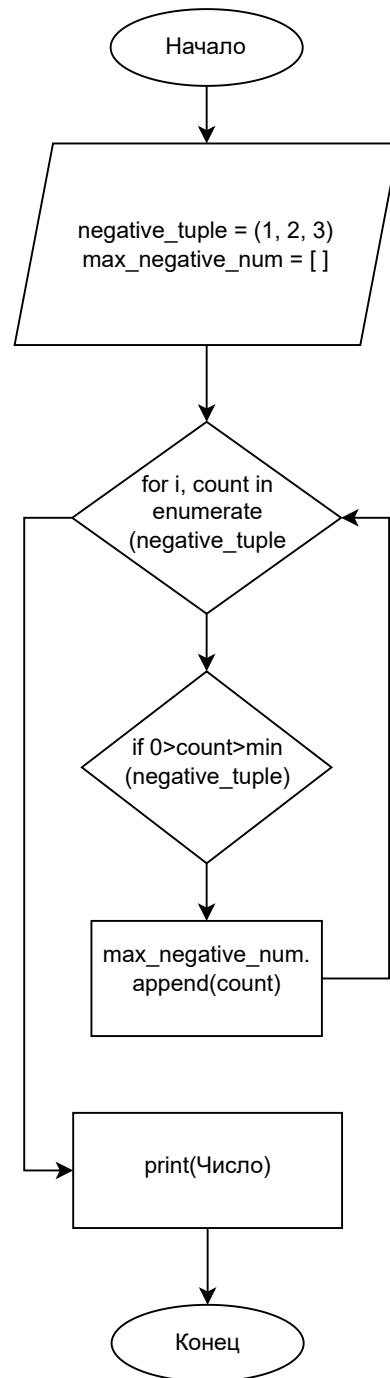 Начало
negative_tuple = (1, 2, 3)
max_negative_num = [ ]
for i, count in
enumerate
(negative_tuple
if 0>count>min
(negative_tuple)
max_negative_num.
append(count)
print(Число)
Конец